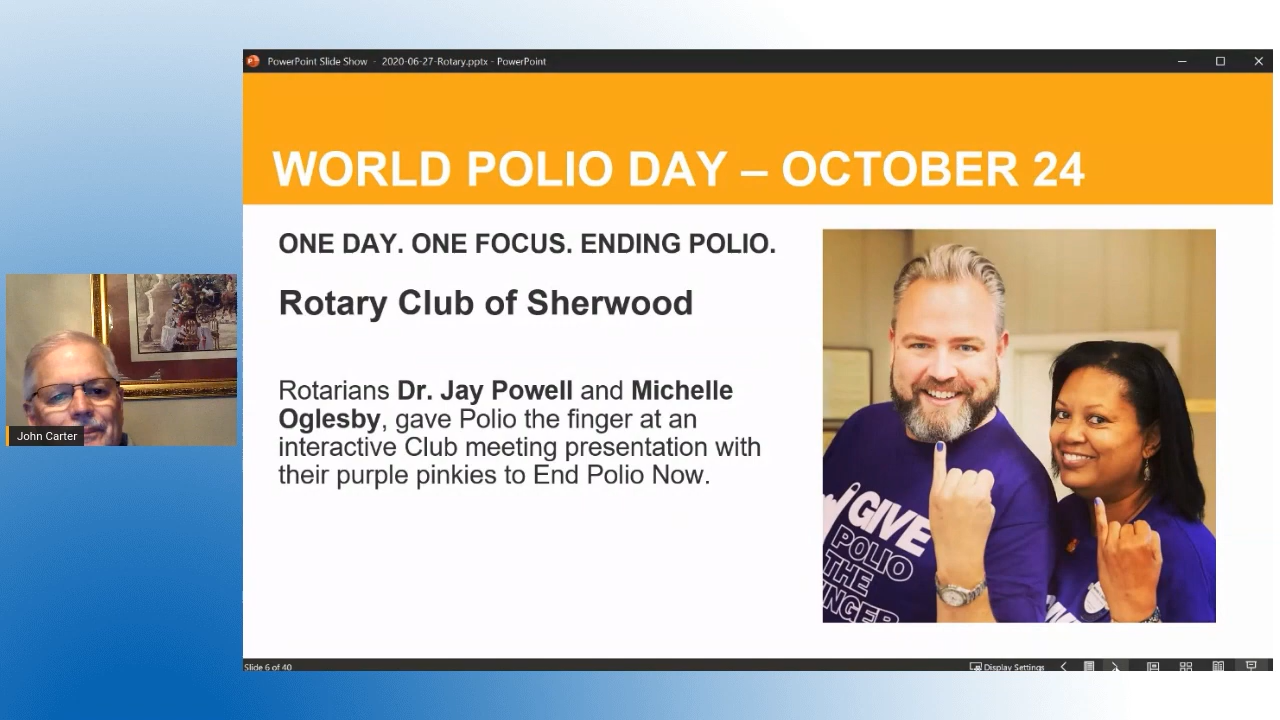 PowerPoint Slide Show - 2020-06-27-Rotary.pptx - PowerPoint
WORLD POLIO DAY – OCTOBER 24
ONE DAY. ONE FOCUS. ENDING POLIO.
Rotary Club of Sherwood
Rotarians Dr. Jay Powell and Michelle
Oglesby, gave Polio the finger at an
interactive Club meeting presentation with
their purple pinkies to End Polio Now.
I GIVE
POLIO
THE
FINGER
John Carter
Slide 6 of 40
Display Settings